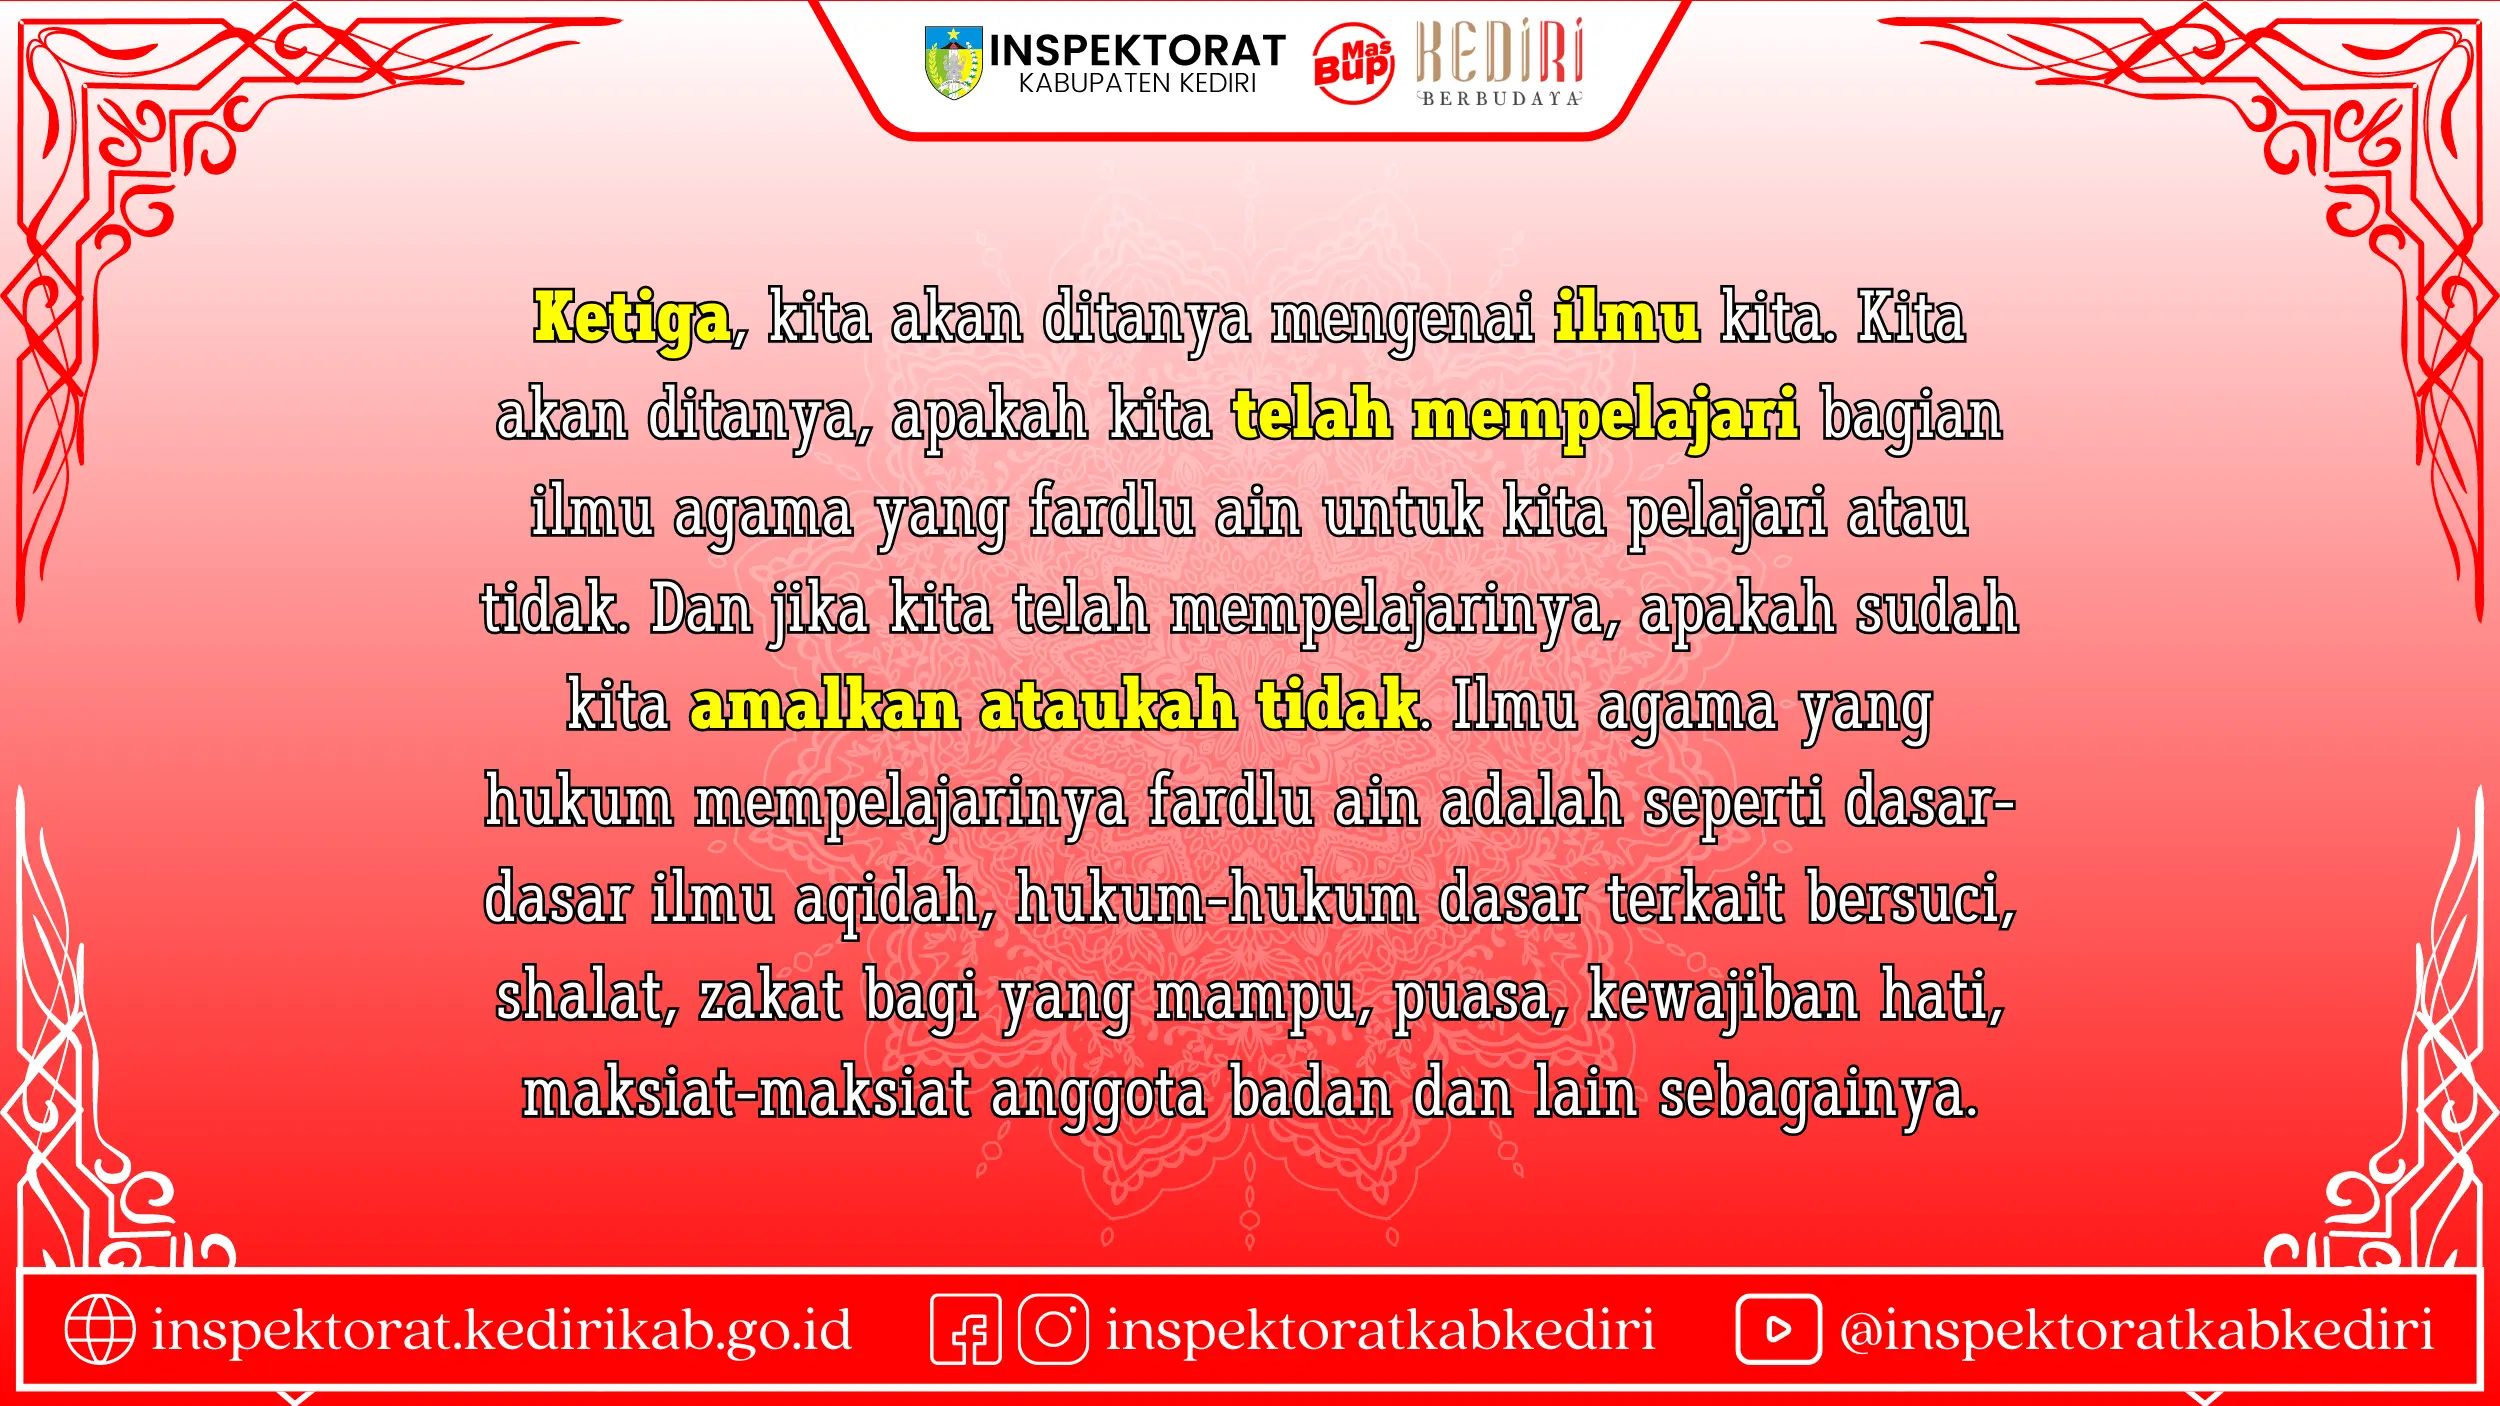 INSPEKTORAT
KABUPATEN KEDIRI
Mas
Bup
KEDIRI
BERBUDAYA
Ketiga, kita akan ditanya mengenai ilmu kita. Kita
akan ditanya, apakah kita telah mempelajari bagian
ilmu agama yang fardlu ain untuk kita pelajari atau
tidak. Dan jika kita telah mempelajarinya, apakah sudah
kita amalkan ataukah tidak. Ilmu agama yang
hukum mempelajarinya fardlu ain adalah seperti dasar-
dasar ilmu aqidah, hukum-hukum dasar terkait bersuci,
shalat, zakat bagi yang mampu, puasa, kewajiban hati,
maksiat-maksiat anggota badan dan lain sebagainya.
inspektorat.kedirikab.go.id
inspektoratkabkediri
@inspektoratkabkediri